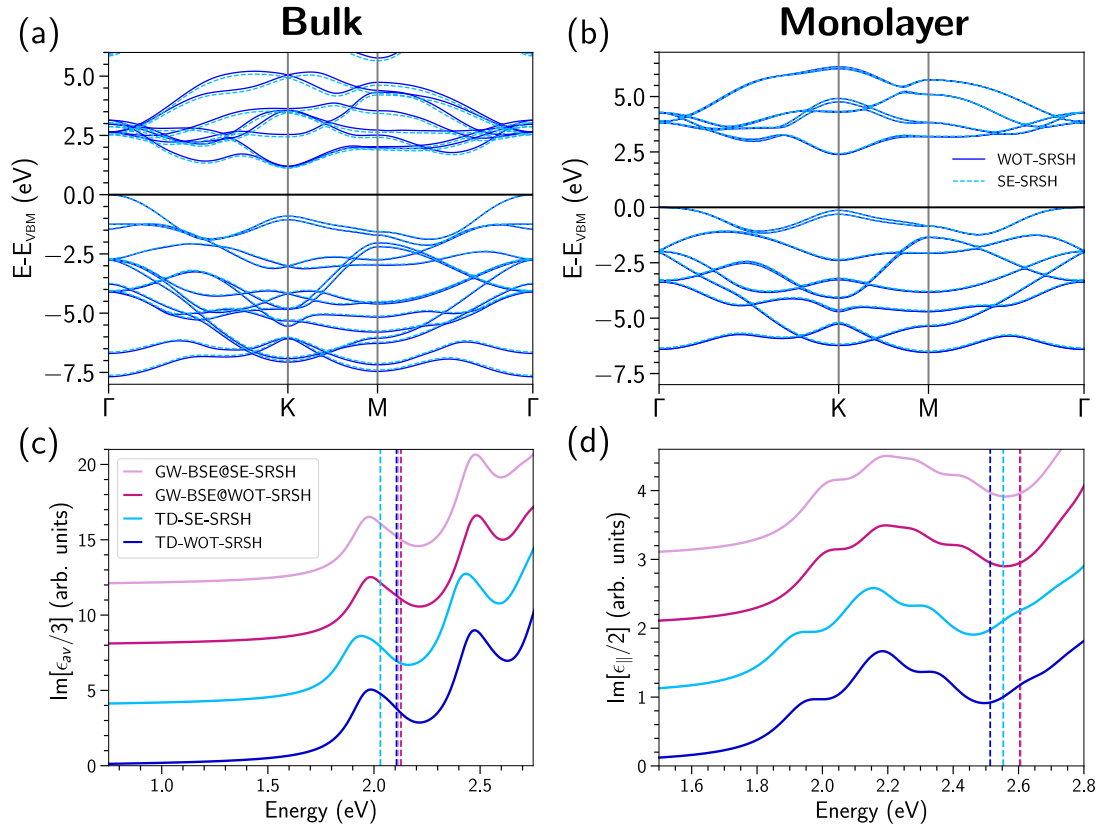 Bulk
Monolayer
(a)
5.0
2.5
0.0
−2.5
−5.0
−7.5
E-E_VBM (eV)
Γ
K
M
Γ
(b)
5.0
2.5
0.0
−2.5
−5.0
−7.5
E-E_VBM (eV)
WOT-SRSH
SE-SRSH
Γ
K
M
Γ
(c)
20
15
10
5
0
Im[ϵ_av/3] (arb. units)
GW-BSE@SE-SRSH
GW-BSE@WOT-SRSH
TD-SE-SRSH
TD-WOT-SRSH
1.0
1.5
2.0
2.5
Energy (eV)
(d)
4
3
2
1
0
Im[ϵ_∥/2] (arb. units)
1.6
1.8
2.0
2.2
2.4
2.6
2.8
Energy (eV)